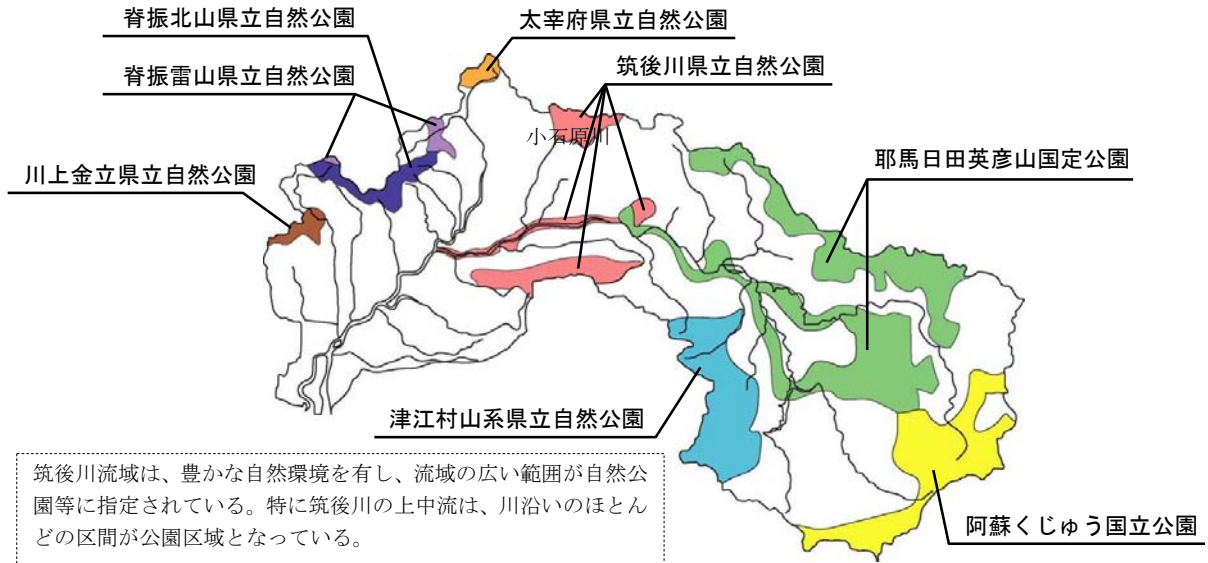 脊振北山県立自然公園
太宰府県立自然公園
脊振雷山県立自然公園
筑後川県立自然公園
小石原川
川上金立県立自然公園
耶馬日田英彦山国定公園
津江村山系県立自然公園
筑後川流域は、豊かな自然環境を有し、流域の広い範囲が自然公
園等に指定されている。特に筑後川の上中流は、川沿いのほとん
どの区間が公園区域となっている。
阿蘇くじゅう国立公園